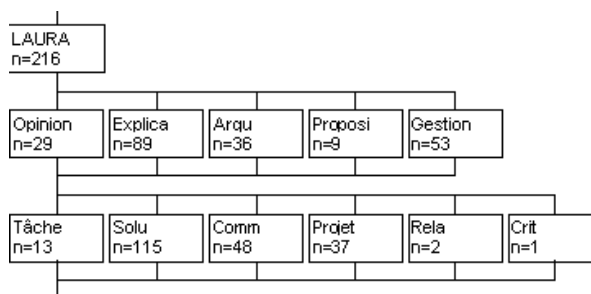 LAURA
n=216
Opinion Explica Argu Proposi Gestion
n=29 n=89 n=36 n=9 n=53
Tâche Solu Comm Projet Rela Crit
n=13 n=115 n=48 n=37 n=2 n=1